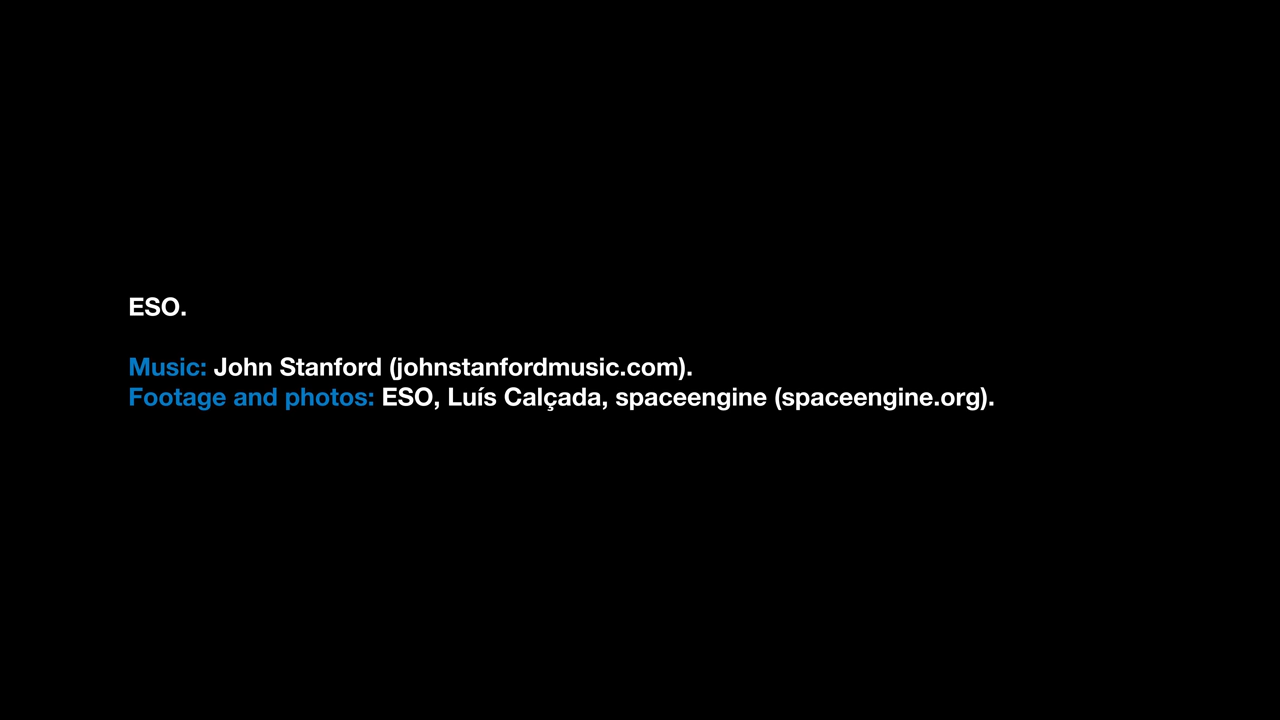 ESO.
Music: John Stanford (johnstanfordmusic.com).
Footage and photos: ESO, Luís Calçada, spaceengine (spaceengine.org).